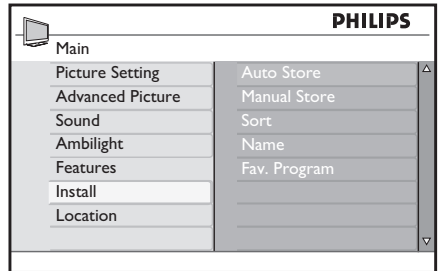 PHILIPS
Main
Picture Setting
Advanced Picture
Sound
Ambilight
Features
Install
Location
Auto Store
Manual Store
Sort
Name
Fav. Program